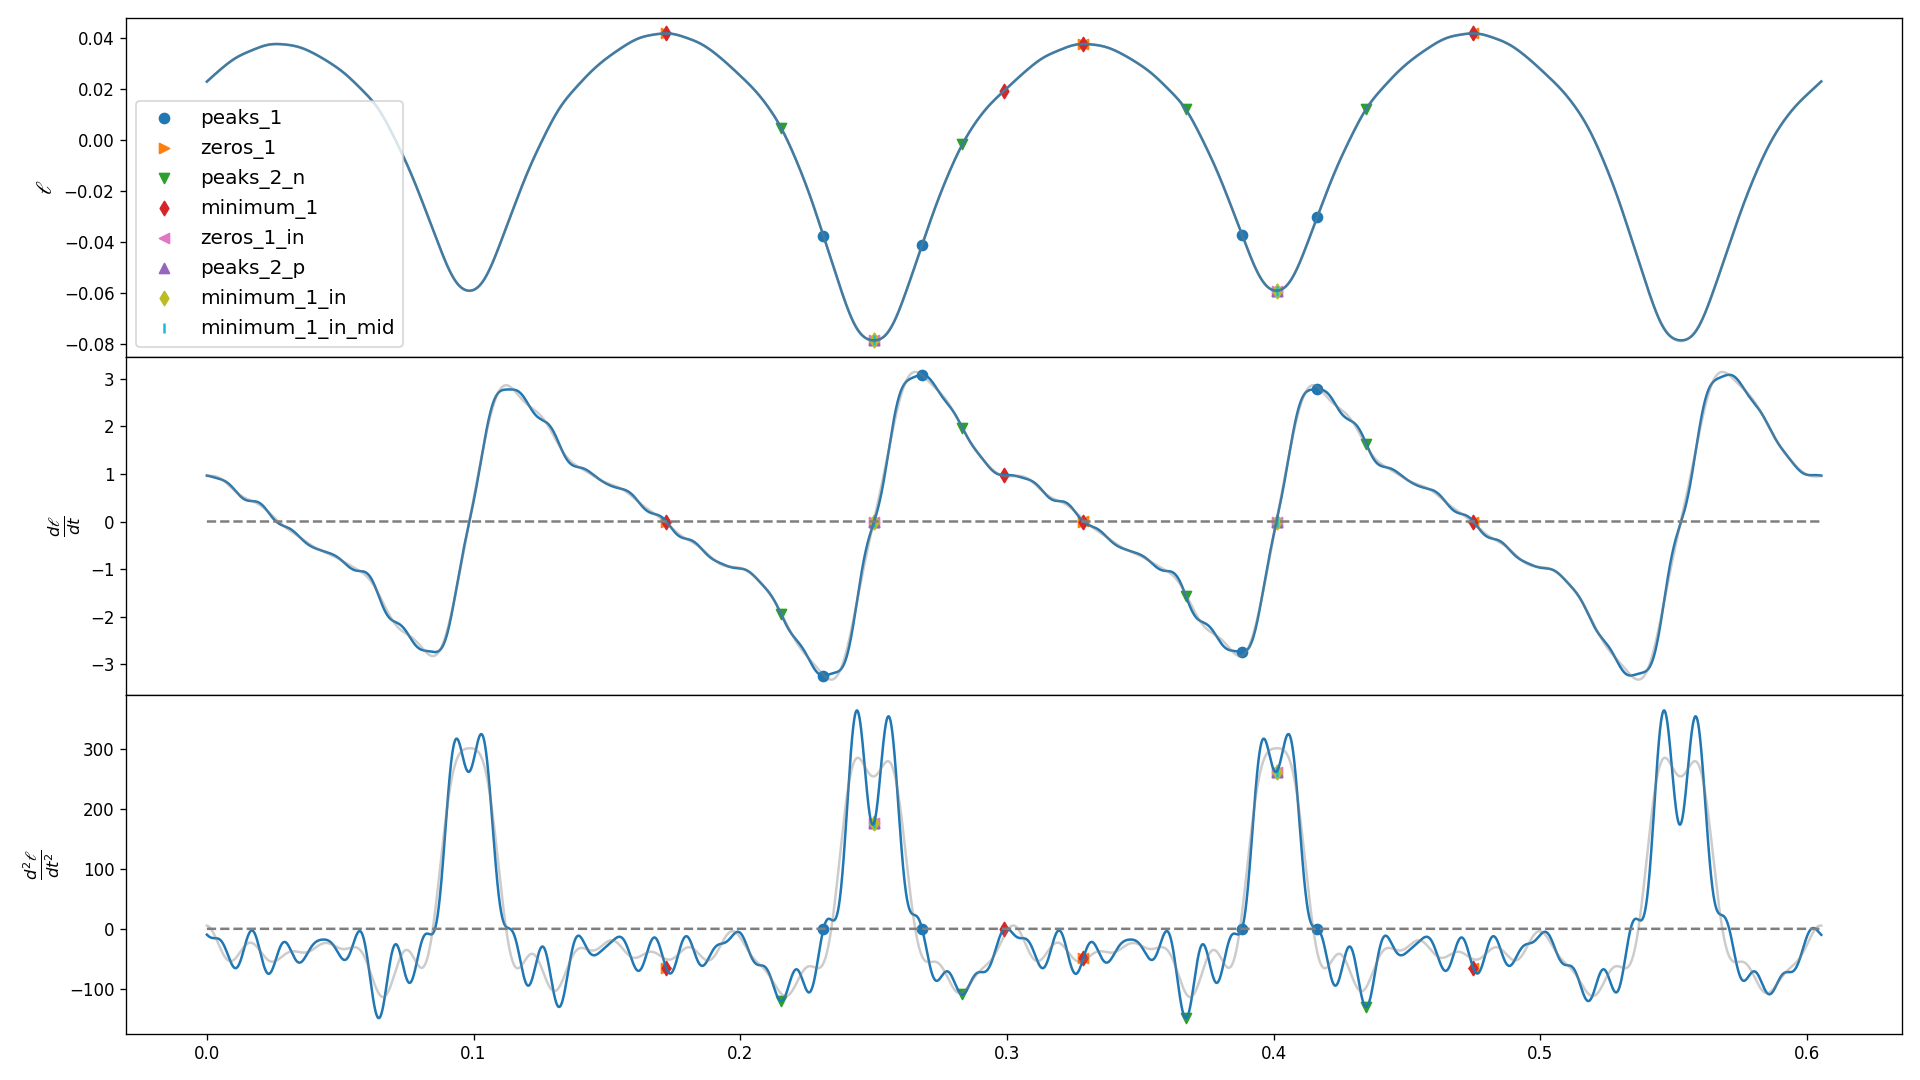 0.04
0.02
0.00
−0.02
−0.04
−0.06
−0.08
ℓ
peaks_1
zeros_1
peaks_2_n
minimum_1
zeros_1_in
peaks_2_p
minimum_1_in
minimum_1_in_mid
3
2
1
0
−1
−2
−3
dℓ
dt
300
200
100
0
−100
d²ℓ
dt²
0.0 0.1 0.2 0.3 0.4 0.5 0.6